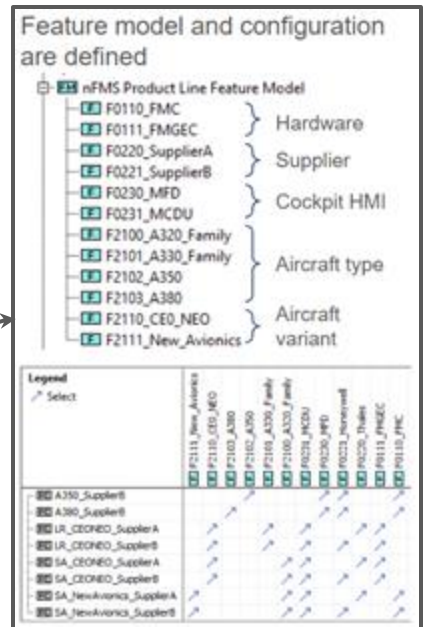 Feature model and configuration
are defined
nFMS Product Line Feature Model
F0110_FMC
F0111_FMGEC
Hardware
F0220_SupplierA
F0221_SupplierB
Supplier
F0230_MFD
F0231_MCDU
Cockpit HMI
F2100_A320_Family
F2101_A330_Family
F2102_A350
F2103_A380
Aircraft type
F2110_CEO_NEO
F2111_New_Avionics
Aircraft
variant
Legend
Select
F2111_New_Avionics
F2110_CEO_NEO
F2103_A380
F2102_A350
F2101_A330_Family
F2100_A320_Family
F0231_MCDU
F0230_MFD
F0221_Honeywell
F0220_Thales
F0111_FMGEC
F0110_FMC
A350_SupplierB
A380_SupplierB
LR_CEONEO_SupplierA
LR_CEONEO_SupplierB
SA_CEONEO_SupplierA
SA_CEONEO_SupplierB
SA_NewAvionics_SupplierA
SA_NewAvionics_SupplierB